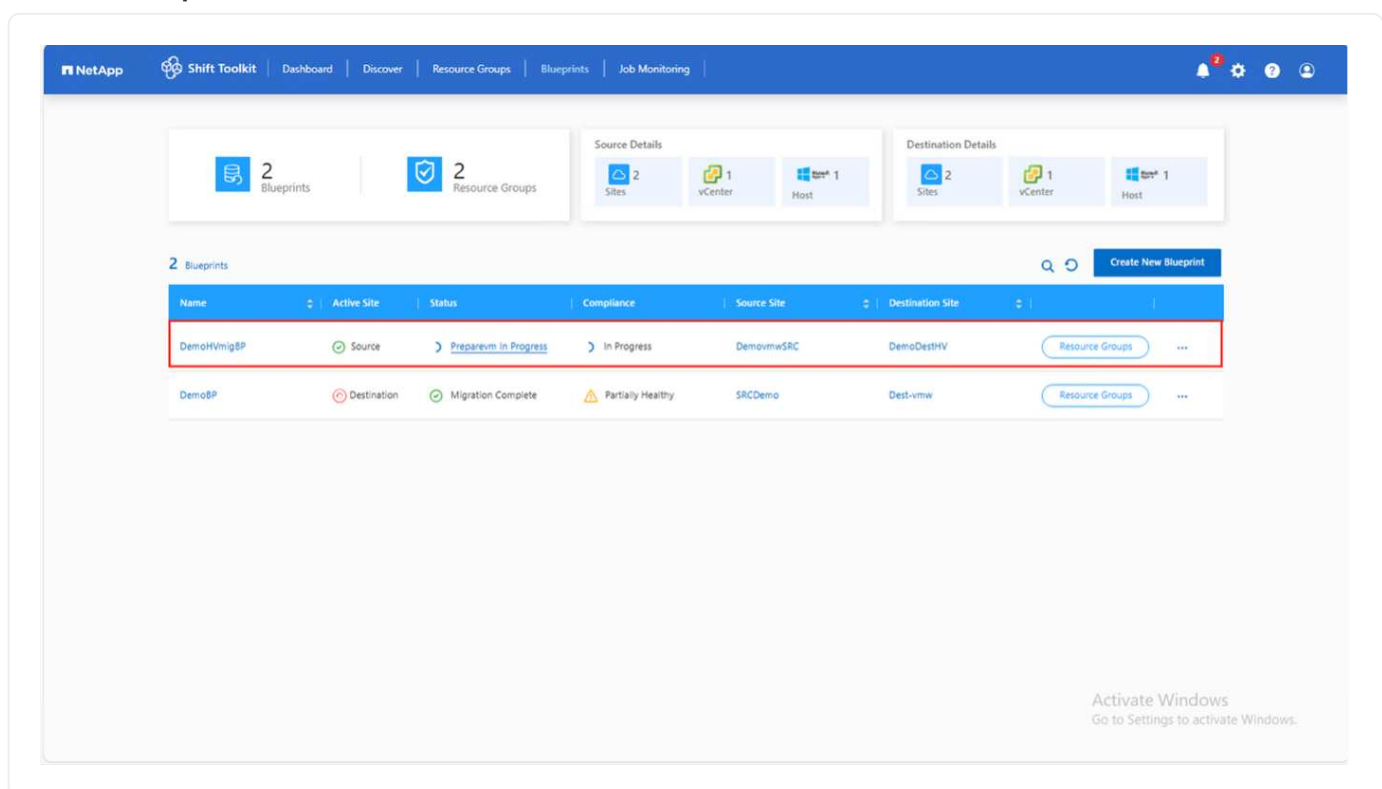 NetApp Shift Toolkit Dashboard Discover Resource Groups Blueprints Job Monitoring 2
Source Details Destination Details
2 Blueprints 2 Resource Groups 2 Sites 1 vCenter 1 Host 2 Sites 1 vCenter 1 Host
2 Blueprints Create New Blueprint
Name Active Site Status Compliance Source Site Destination Site
DemoHVmigBP Source Preparevm In Progress In Progress DemovmwSRC DemoDestHV Resource Groups ...
DemoBP Destination Migration Complete Partially Healthy SRCDemo Dest-vmw Resource Groups ...
Activate Windows
Go to Settings to activate Windows.